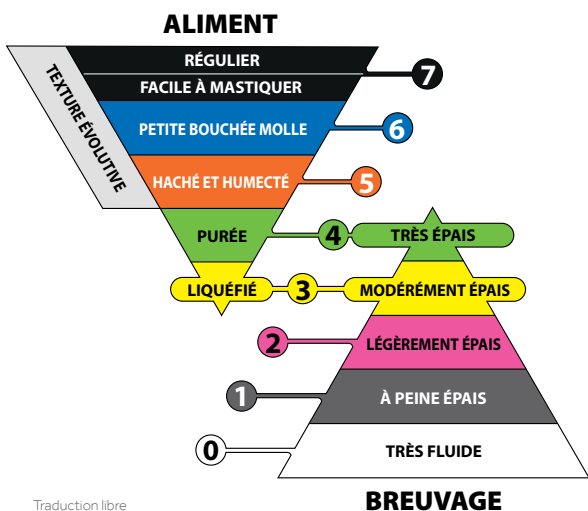 ALIMENT
RÉGULIER
FACILE À MASTIQUER
7
TEXTURE ÉVOLUTIVE
PETITE BOUCHÉE MOLLE
6
HACHÉ ET HUMECTÉ
5
PURÉE
4
TRÈS ÉPAIS
LIQUÉFIÉ
3
MODÉRÉMENT ÉPAIS
2
LÉGÈREMENT ÉPAIS
1
À PEINE ÉPAIS
0
TRÈS FLUIDE
Traduction libre
BREUVAGE